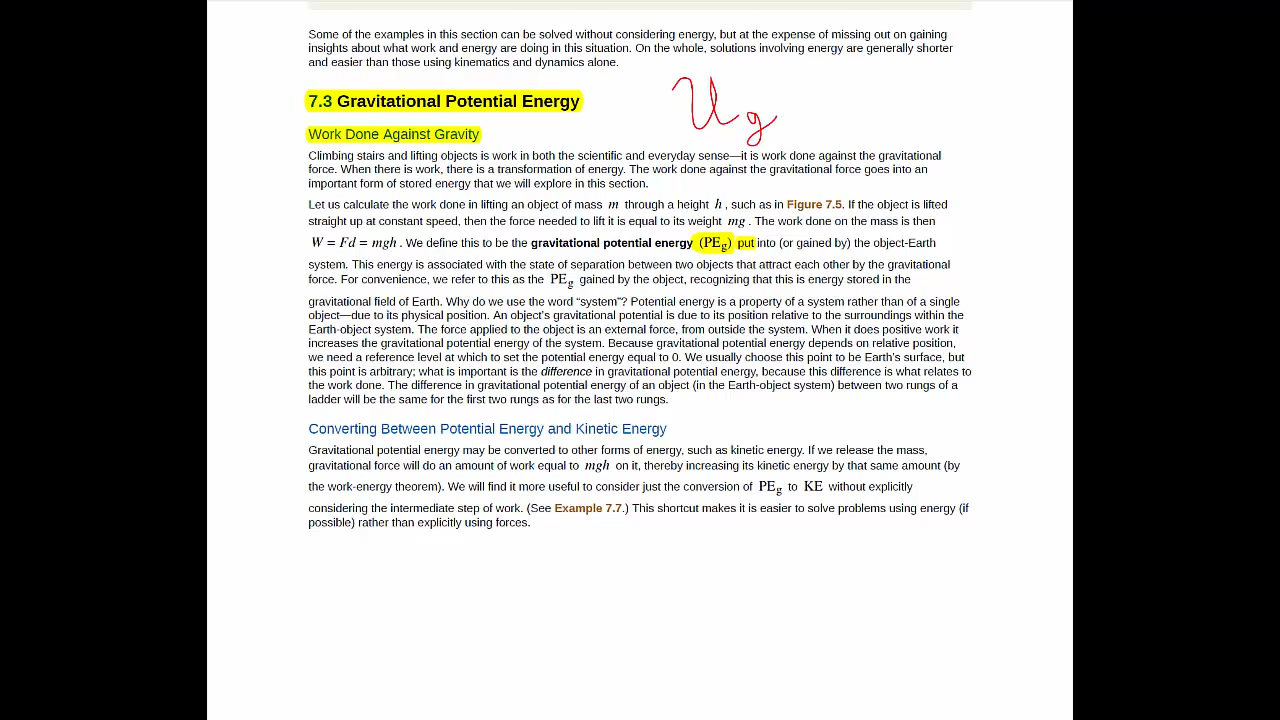 Some of the examples in this section can be solved without considering energy, but at the expense of missing out on gaining
insights about what work and energy are doing in this situation. On the whole, solutions involving energy are generally shorter
and easier than those using kinematics and dynamics alone.
7.3 Gravitational Potential Energy
Ug
Work Done Against Gravity
Climbing stairs and lifting objects is work in both the scientific and everyday sense—it is work done against the gravitational
force. When there is work, there is a transformation of energy. The work done against the gravitational force goes into an
important form of stored energy that we will explore in this section.
Let us calculate the work done in lifting an object of mass m through a height h, such as in Figure 7.5. If the object is lifted
straight up at constant speed, then the force needed to lift it is equal to its weight mg. The work done on the mass is then
W = Fd = mgh. We define this to be the gravitational potential energy (PEg) put into (or gained by) the object-Earth
system. This energy is associated with the state of separation between two objects that attract each other by the gravitational
force. For convenience, we refer to this as the PEg gained by the object, recognizing that this is energy stored in the
gravitational field of Earth. Why do we use the word “system”? Potential energy is a property of a system rather than of a single
object—due to its physical position. An object’s gravitational potential is due to its position relative to the surroundings within the
Earth-object system. The force applied to the object is an external force, from outside the system. When it does positive work it
increases the gravitational potential energy of the system. Because gravitational potential energy depends on relative position,
we need a reference level at which to set the potential energy equal to 0. We usually choose this point to be Earth’s surface, but
this point is arbitrary; what is important is the difference in gravitational potential energy, because this difference is what relates to
the work done. The difference in gravitational potential energy of an object (in the Earth-object system) between two rungs of a
ladder will be the same for the first two rungs as for the last two rungs.
Converting Between Potential Energy and Kinetic Energy
Gravitational potential energy may be converted to other forms of energy, such as kinetic energy. If we release the mass,
gravitational force will do an amount of work equal to mgh on it, thereby increasing its kinetic energy by that same amount (by
the work-energy theorem). We will find it more useful to consider just the conversion of PEg to KE without explicitly
considering the intermediate step of work. (See Example 7.7.) This shortcut makes it is easier to solve problems using energy (if
possible) rather than explicitly using forces.